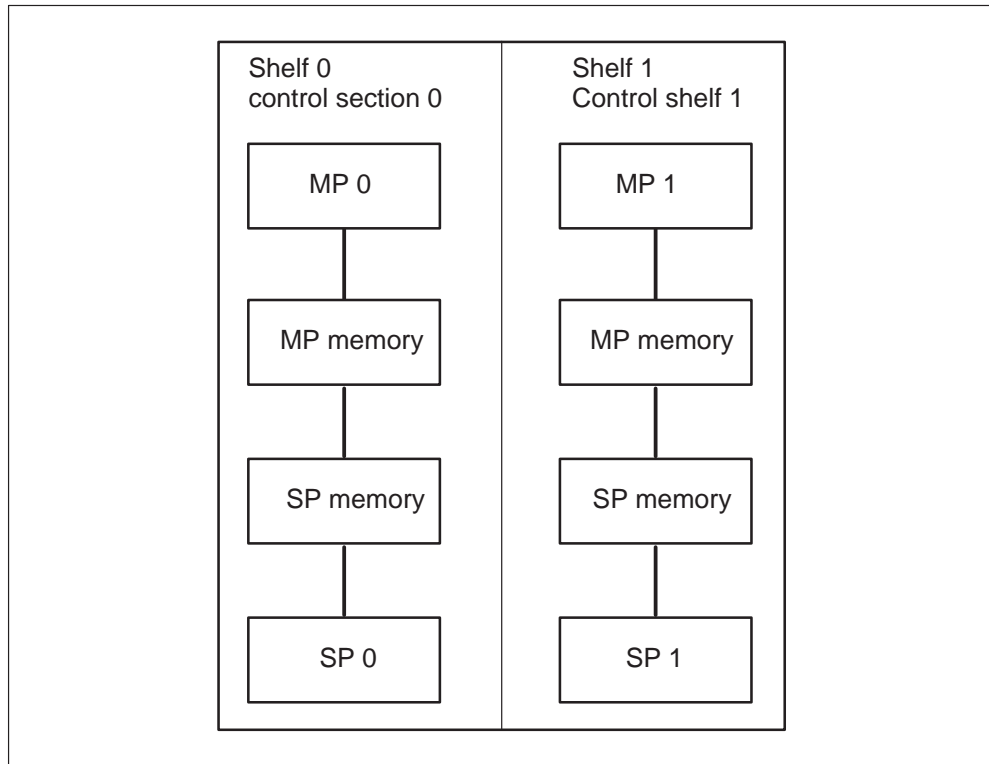 Shelf 0
control section 0
MP 0
MP memory
SP memory
SP 0
Shelf 1
Control shelf 1
MP 1
MP memory
SP memory
SP 1